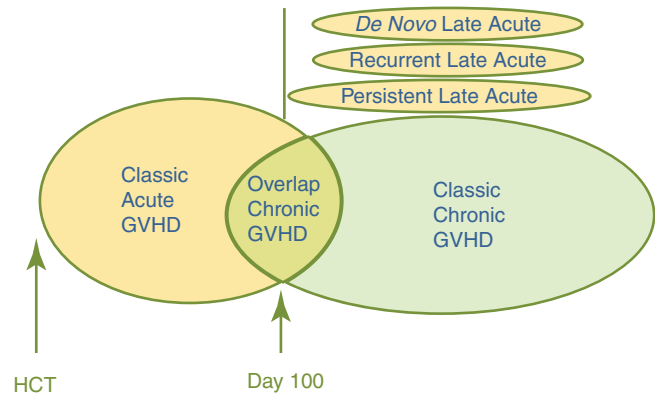 De Novo Late Acute
Recurrent Late Acute
Persistent Late Acute
Classic
Acute
GVHD
Overlap
Chronic
GVHD
Classic
Chronic
GVHD
HCT
Day 100